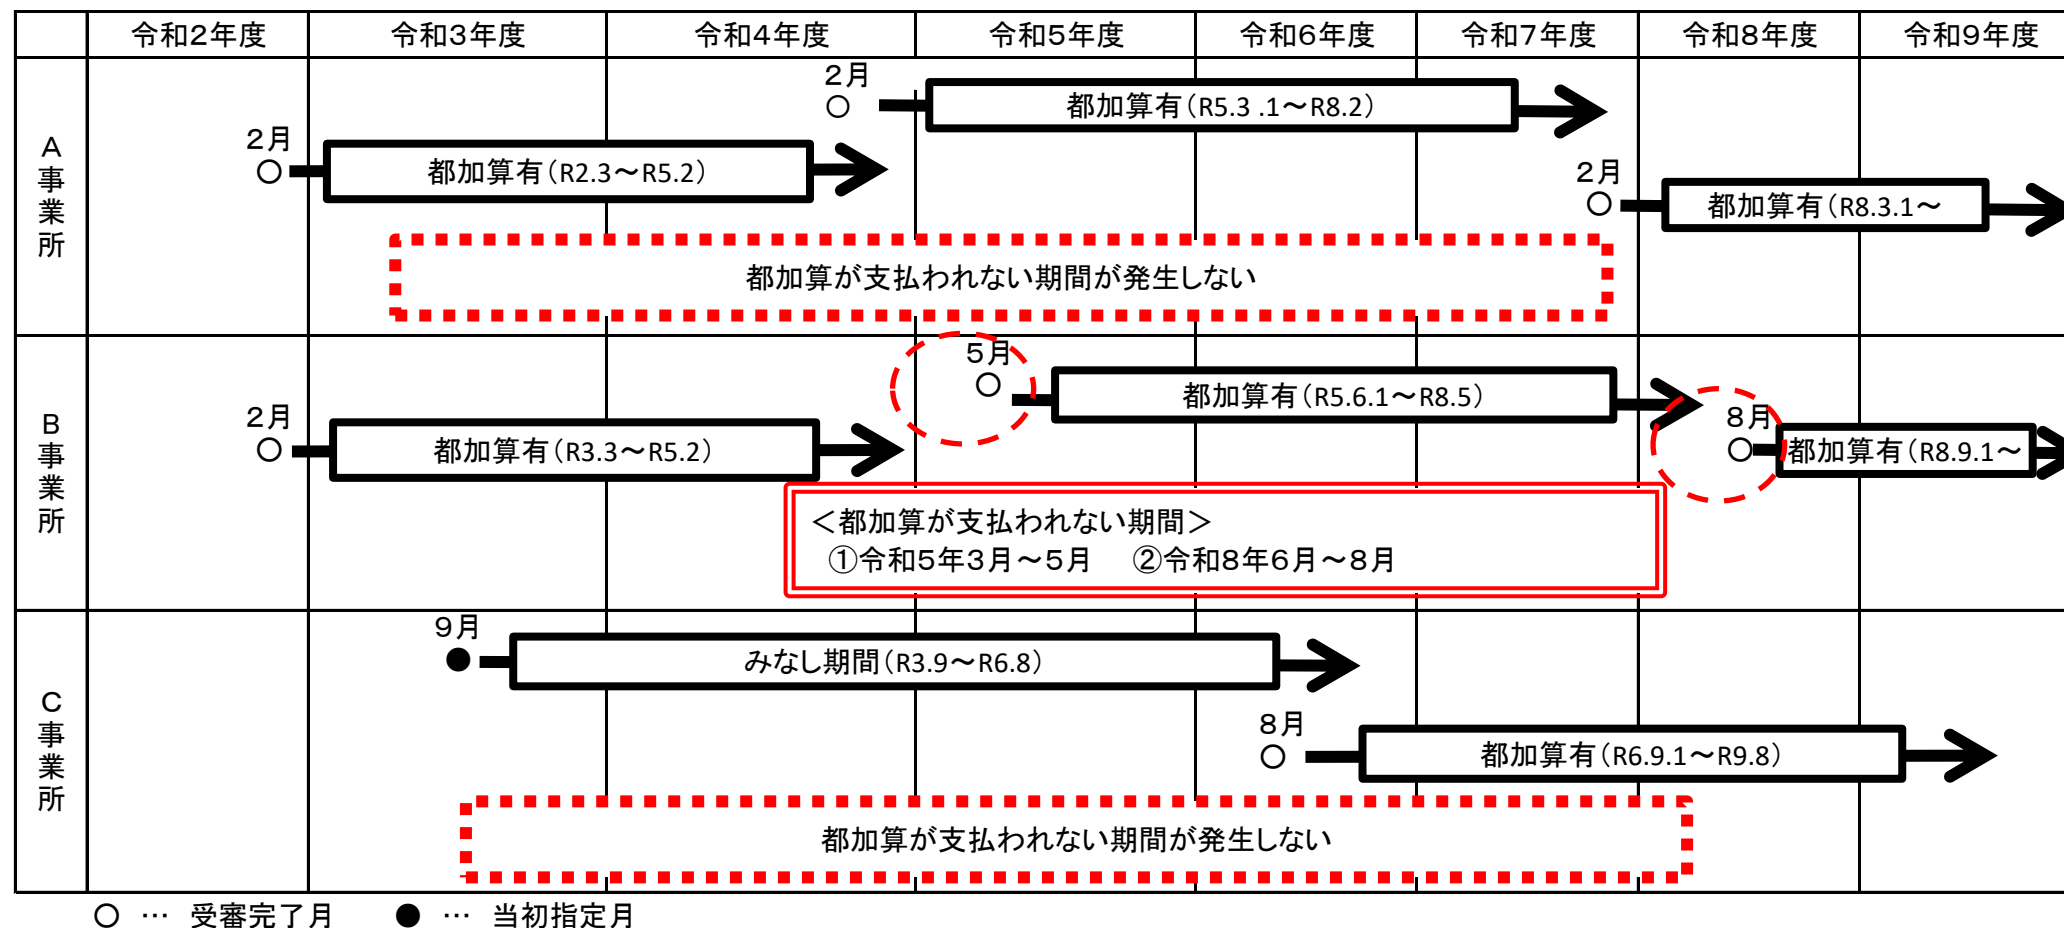 令和2年度 令和3年度 令和4年度 令和5年度 令和6年度 令和7年度 令和8年度 令和9年度
A事業所
2月
都加算有(R2.3～R5.2)
2月
都加算有(R5.3 .1～R8.2)
2月
都加算有(R8.3.1～
都加算が支払われない期間が発生しない
B事業所
2月
都加算有(R3.3～R5.2)
5月
都加算有(R5.6.1～R8.5)
8月
都加算有(R8.9.1～
＜都加算が支払われない期間＞
①令和5年3月～5月 ②令和8年6月～8月
C事業所
9月
みなし期間(R3.9～R6.8)
8月
都加算有(R6.9.1～R9.8)
都加算が支払われない期間が発生しない
○ … 受審完了月 ● … 当初指定月